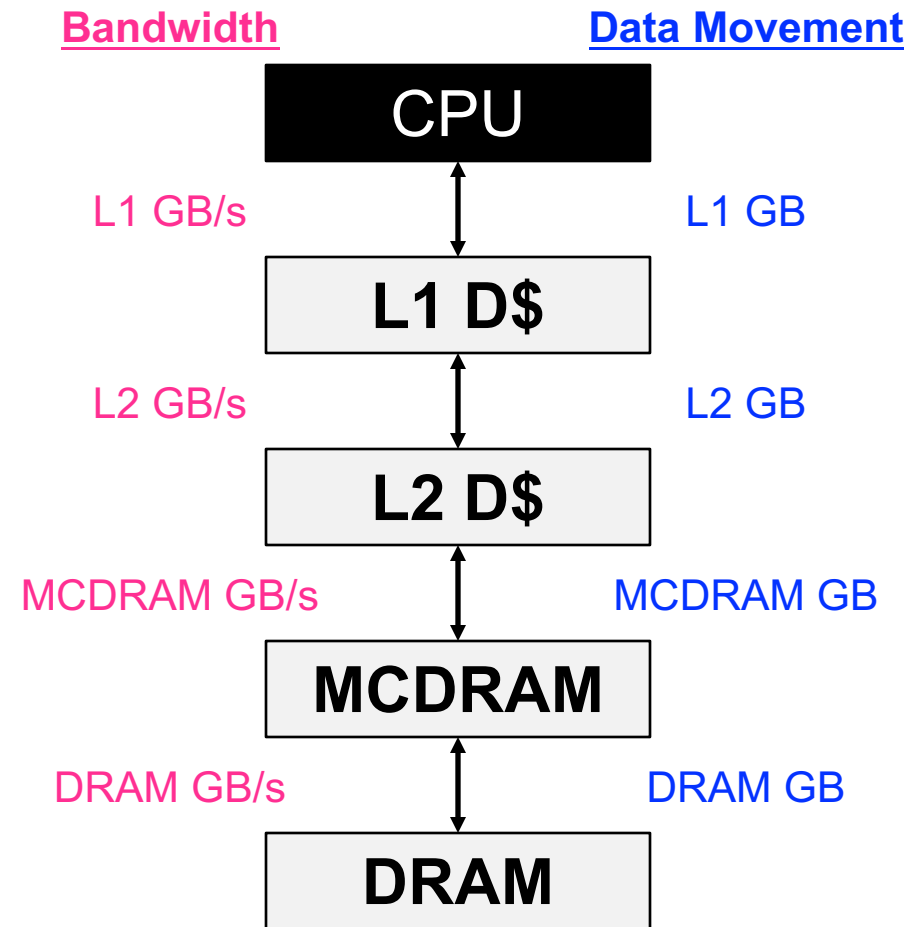 Bandwidth Data Movement
CPU
L1 GB/s L1 GB
L1 D$
L2 GB/s L2 GB
L2 D$
MCDRAM GB/s MCDRAM GB
MCDRAM
DRAM GB/s DRAM GB
DRAM